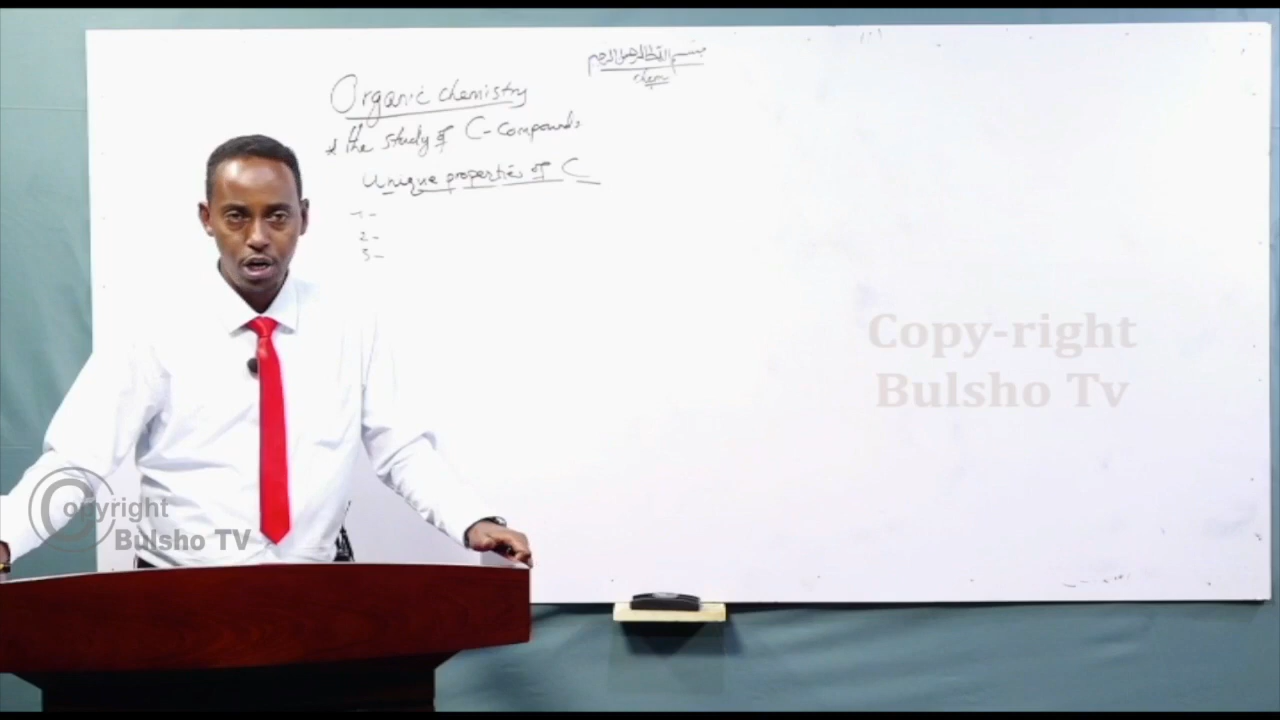 بسم الله الرحمن الرحيم
chem
Organic chemistry
the study of C-compounds
Unique properties of C
1-
2-
3-
Copy-right
Bulsho Tv
Copyright
Bulsho TV